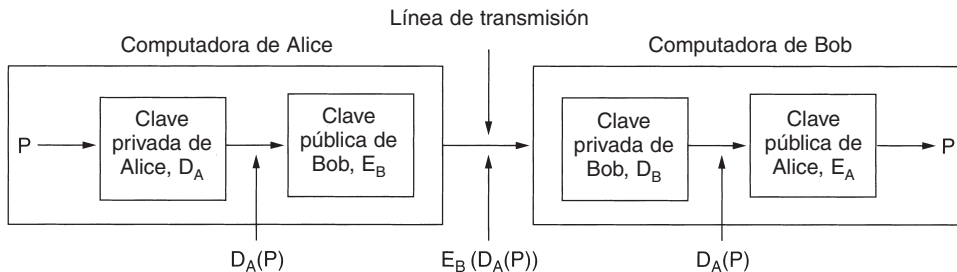 Línea de transmisión
Computadora de Alice
Computadora de Bob
P
Clave
privada de
Alice, D_A
Clave
pública de
Bob, E_B
Clave
privada de
Bob, D_B
Clave
pública de
Alice, E_A
P
D_A(P)
E_B (D_A(P))
D_A(P)